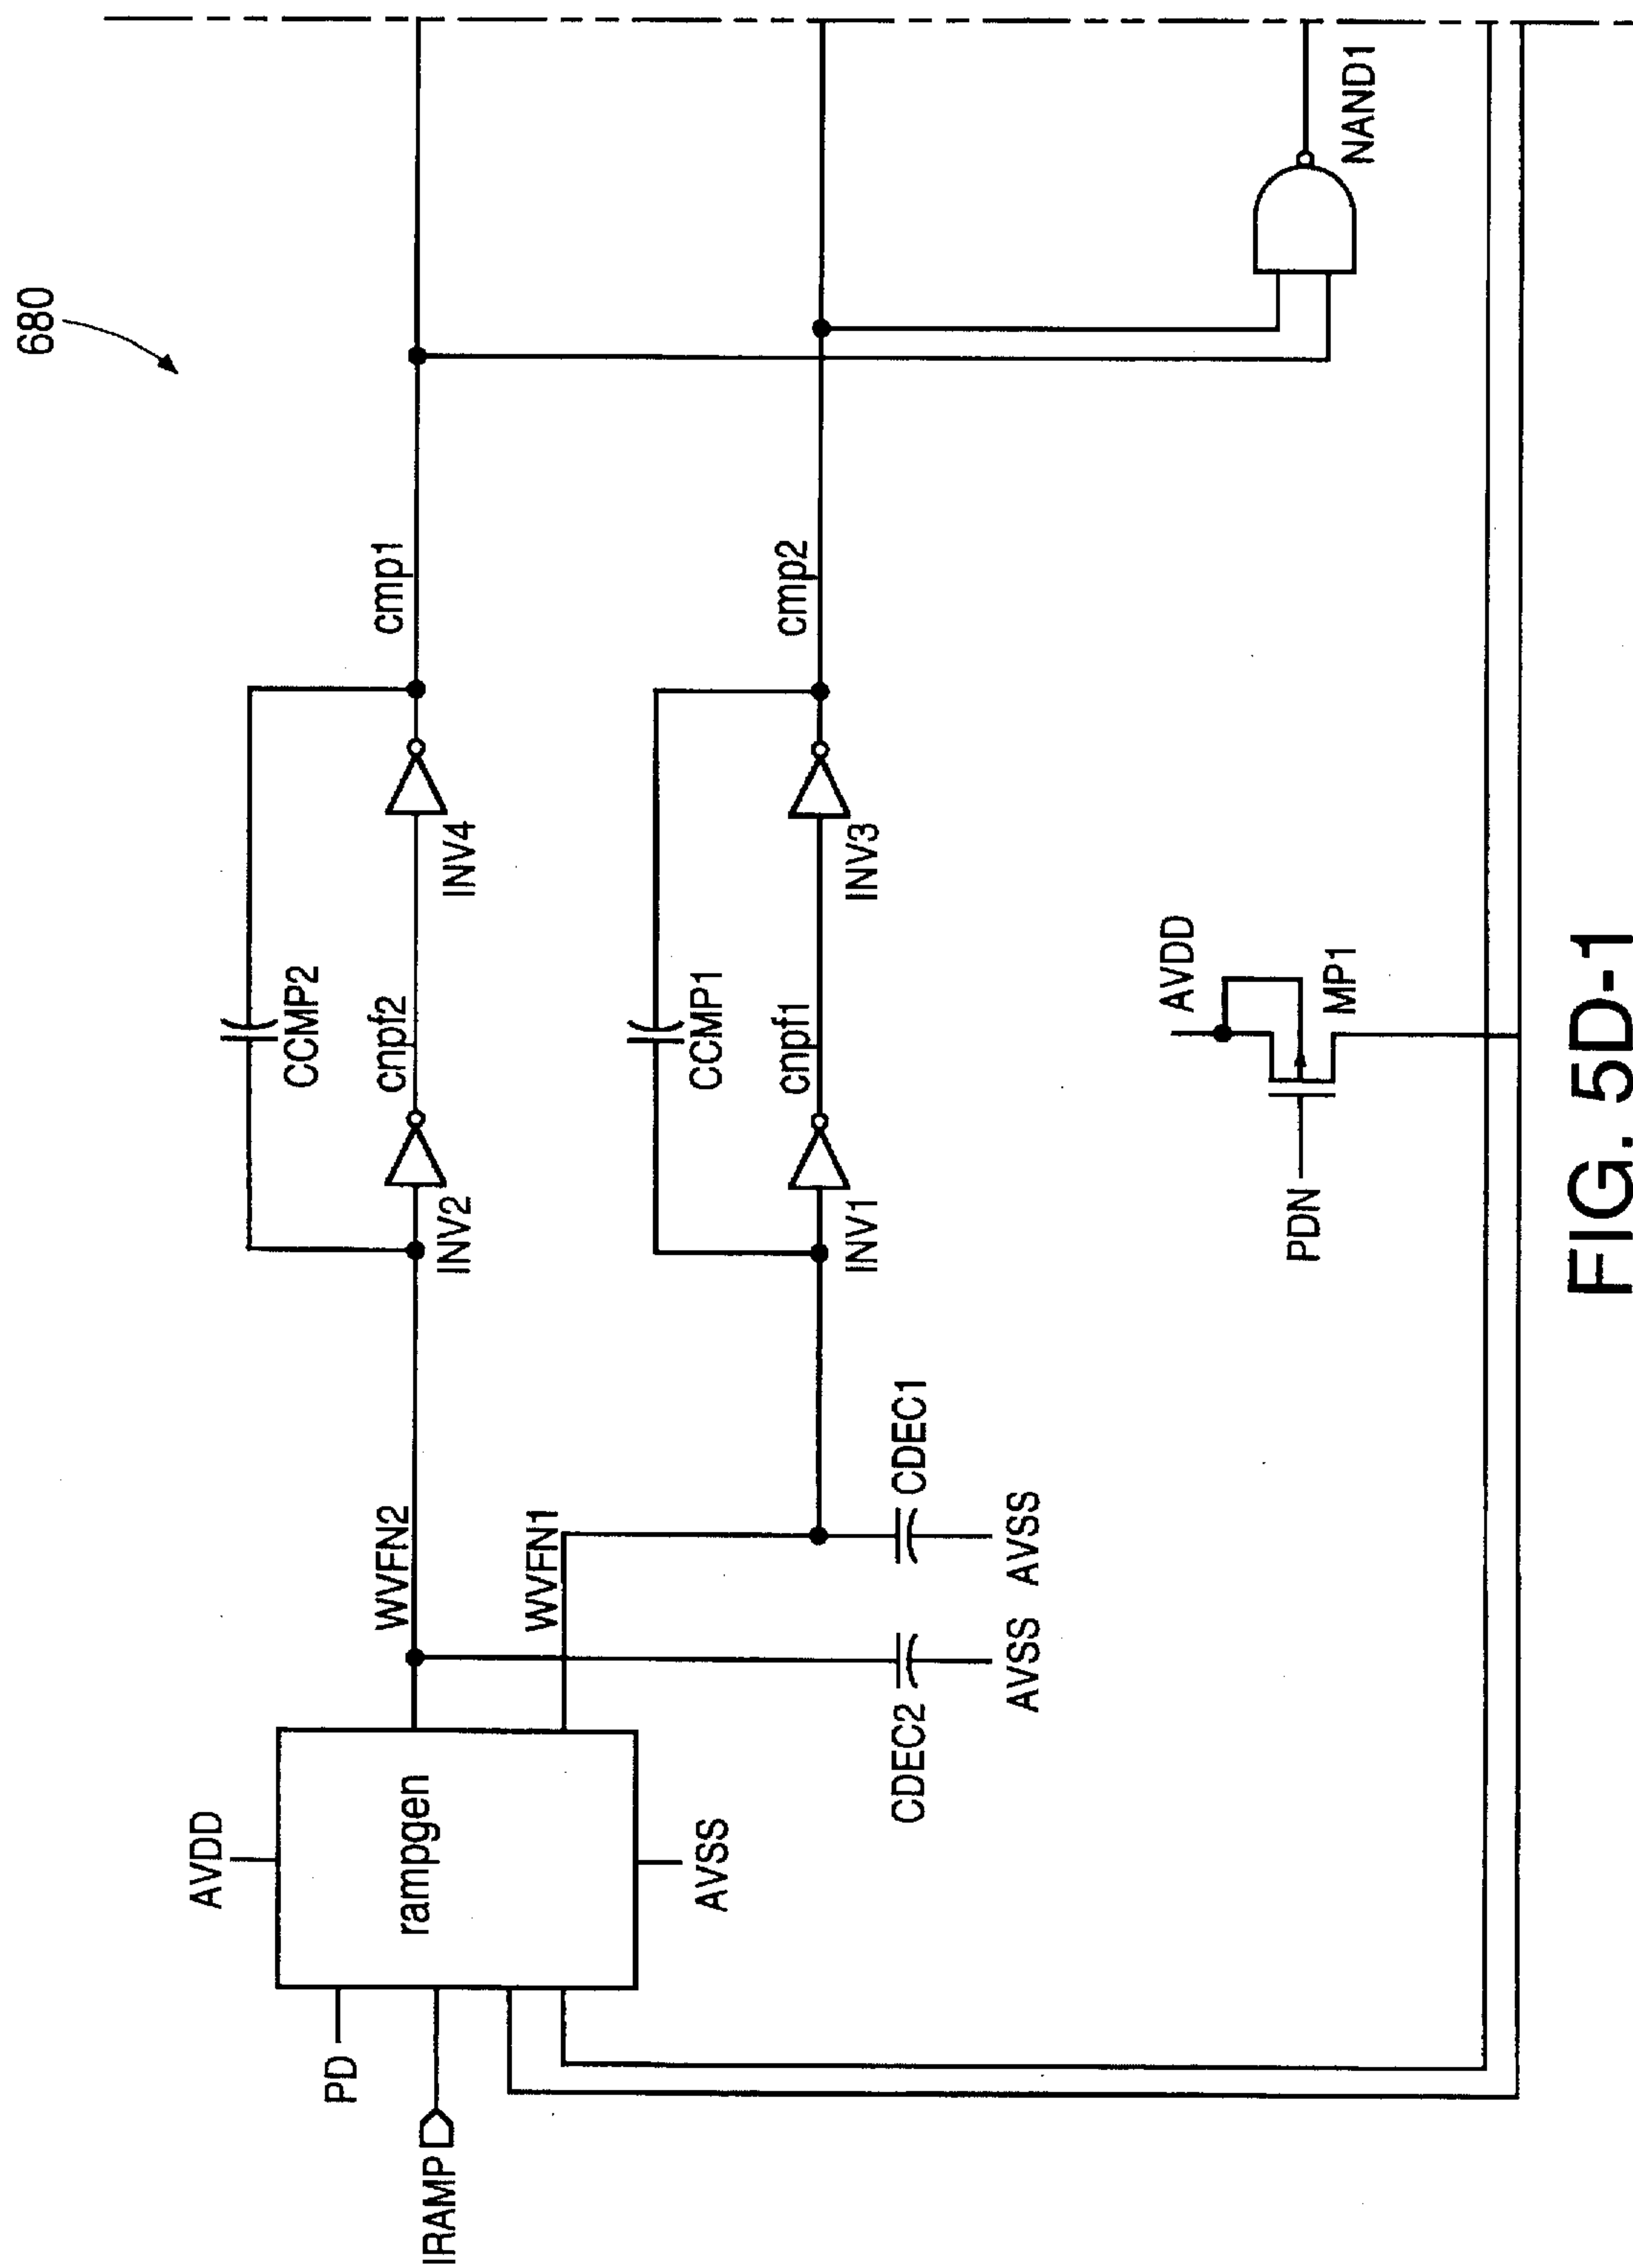 680
AVDD
PD
IRAMP
rampgen
AVSS
WVFN2
WVFN1
CDEC2
AVSS
CDEC1
AVSS
CCMP2
INV2
cnpf2
INV4
cmp1
CCMP1
INV1
cnpf1
INV3
cmp2
AVDD
PDN
MP1
NAND1
FIG. 5D-1